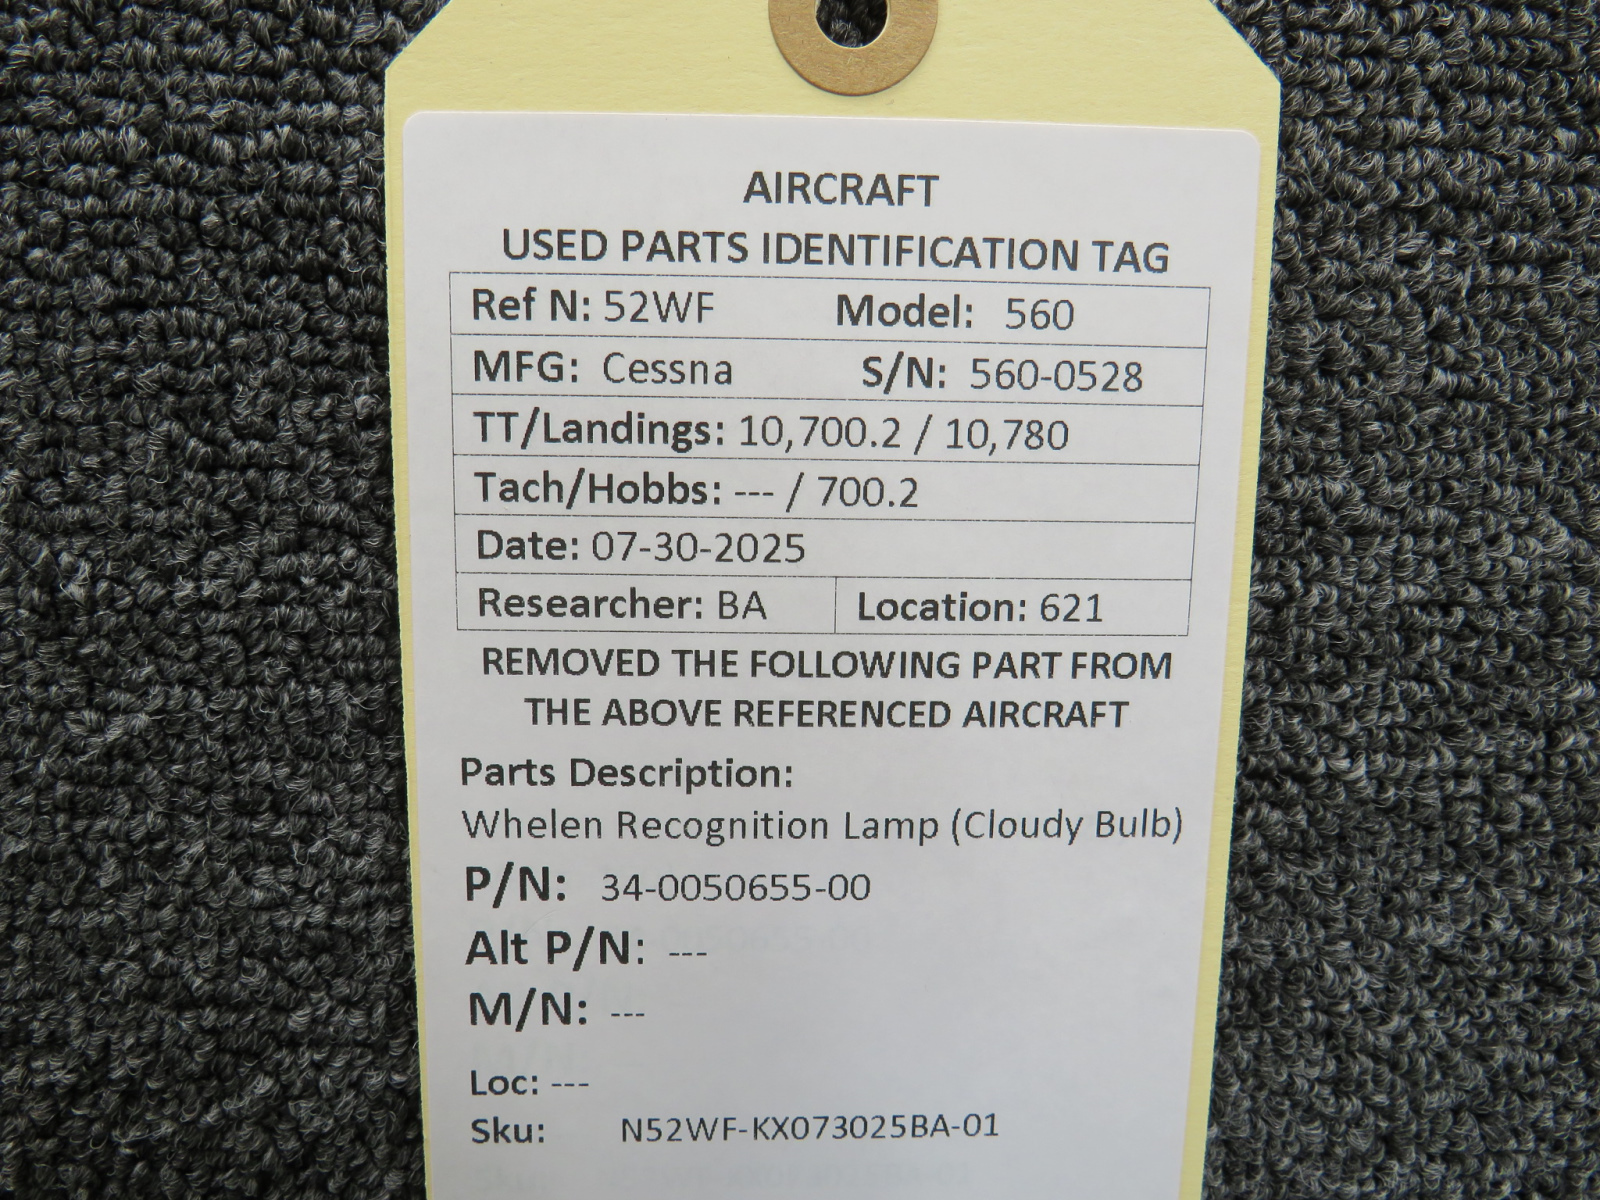 AIRCRAFT
USED PARTS IDENTIFICATION TAG
Ref N: 52WF Model: 560
MFG: Cessna S/N: 560-0528
TT/Landings: 10,700.2 / 10,780
Tach/Hobbs: --- / 700.2
Date: 07-30-2025
Researcher: BA Location: 621
REMOVED THE FOLLOWING PART FROM
THE ABOVE REFERENCED AIRCRAFT
Parts Description:
Whelen Recognition Lamp (Cloudy Bulb)
P/N: 34-0050655-00
Alt P/N: ---
M/N: ---
Loc: ---
Sku: N52WF-KX073025BA-01